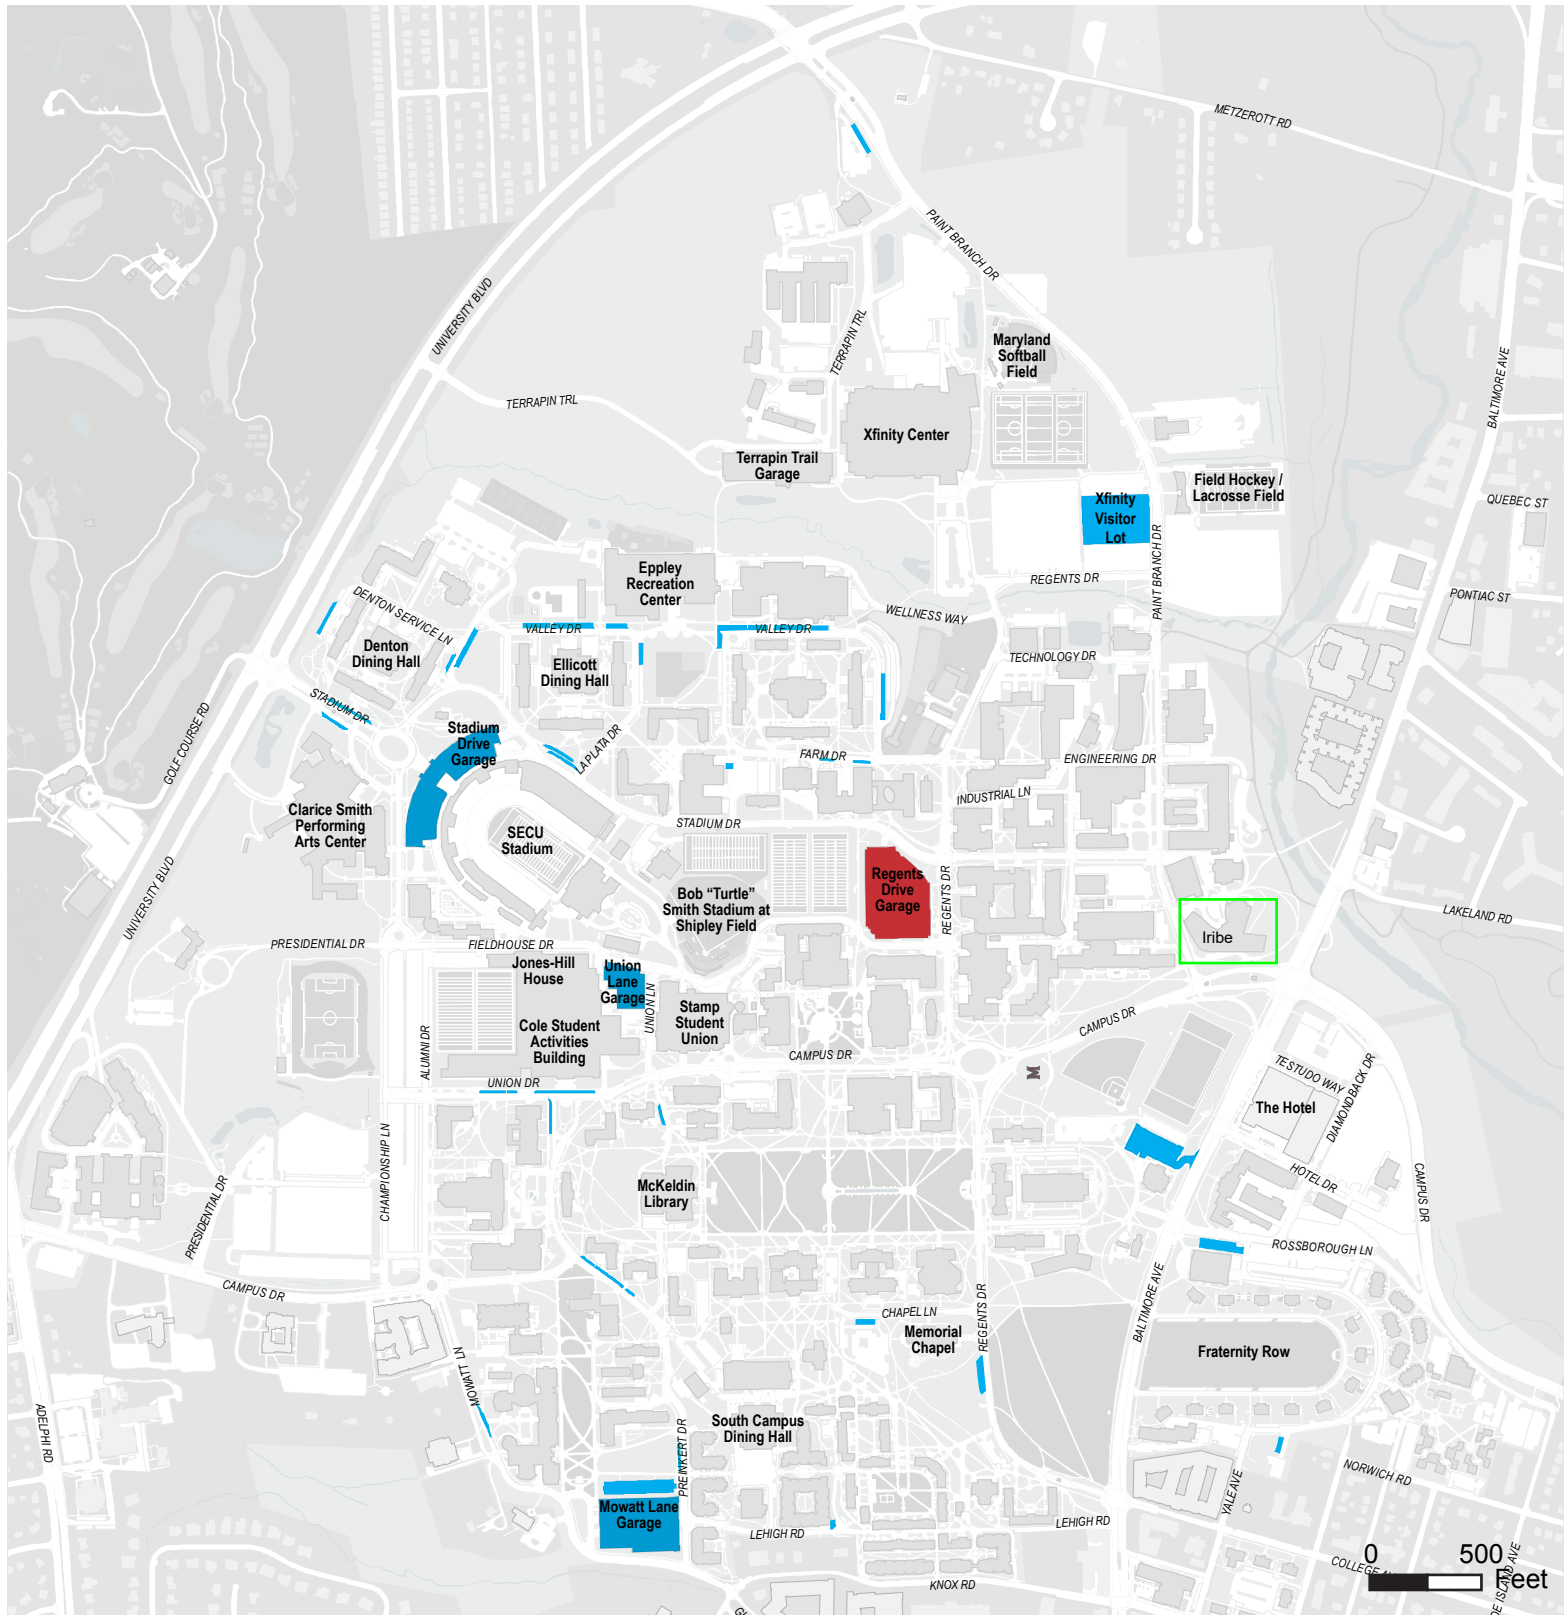 METZEROTT RD
PAINT BRANCH DR
UNIVERSITY BLVD
TERRAPIN TRL
Maryland
Softball
Field
BALTIMORE AVE
TERRAPIN TRL
Xfinity Center
Terrapin Trail
Garage
Field Hockey /
Lacrosse Field
Xfinity
Visitor
Lot
QUEBEC ST
PAINT BRANCH DR
REGENTS DR
Eppley
Recreation
Center
PONTIAC ST
DENTON SERVICE LN
WELLNESS WAY
VALLEY DR
VALLEY DR
Denton
Dining Hall
Ellicott
Dining Hall
TECHNOLOGY DR
STADIUM DR
GOLF COURSE RD
Stadium
Drive
Garage
LA PLATA DR
FARM DR
ENGINEERING DR
INDUSTRIAL LN
Clarice Smith
Performing
Arts Center
SECU
Stadium
STADIUM DR
UNIVERSITY BLVD
Bob “Turtle”
Smith Stadium at
Shipley Field
Regents
Drive
Garage
REGENTS DR
LAKELAND RD
Iribe
PRESIDENTIAL DR
FIELDHOUSE DR
Jones-Hill
House
Union
Lane
Garage
UNION LN
Stamp
Student
Union
Cole Student
Activities
Building
ALUMNI DR
CAMPUS DR
CAMPUS DR
UNION DR
M
TESTUDO WAY
DIAMONDBACK DR
The Hotel
HOTEL DR
CAMPUS DR
CHAMPIONSHIP LN
PRESIDENTIAL DR
McKeldin
Library
ROSSBOROUGH LN
CAMPUS DR
BALTIMORE AVE
REGENTS DR
CHAPEL LN
Memorial
Chapel
Fraternity Row
MOWATT LN
ADELPHI RD
South Campus
Dining Hall
PREINKERT DR
NORWICH RD
YALE AVE
Mowatt Lane
Garage
LEHIGH RD
LEHIGH RD
KNOX RD
COLLEGE
0 500
Feet